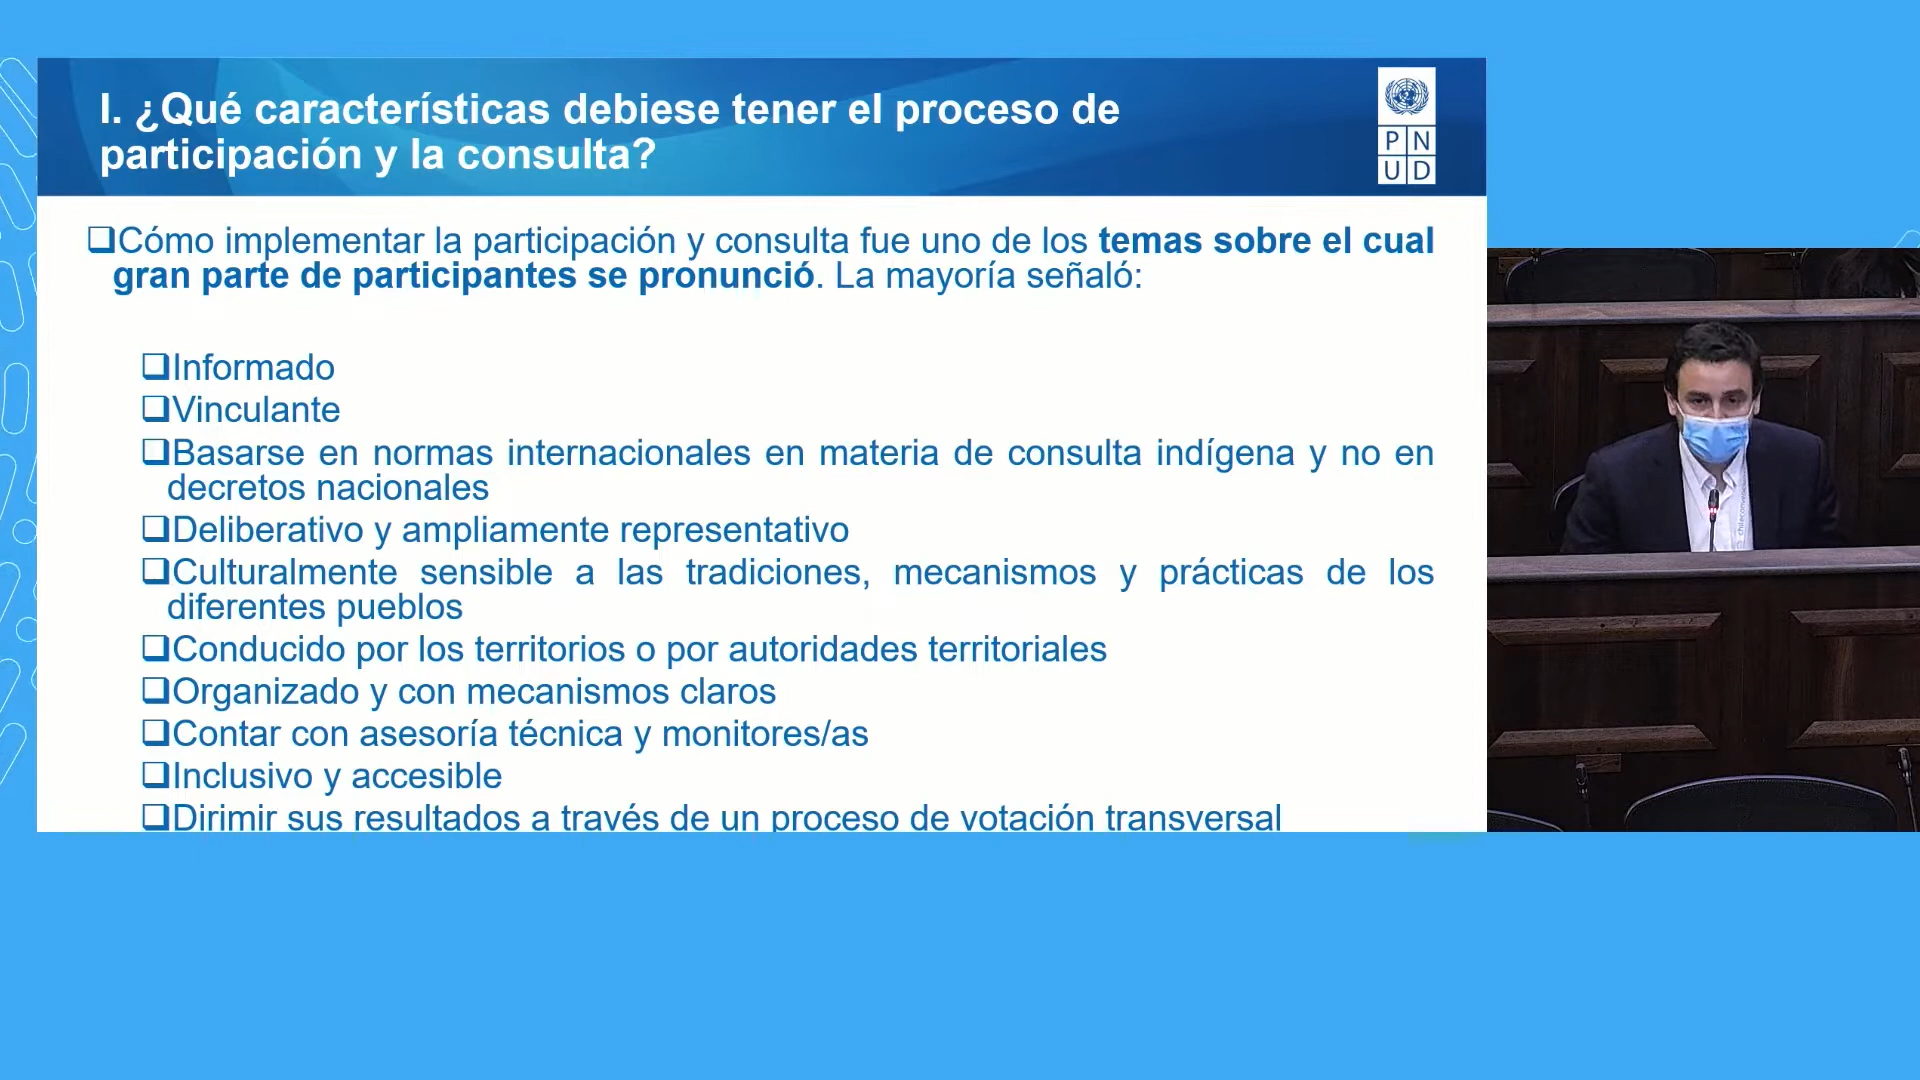 I. ¿Qué características debiese tener el proceso de
participación y la consulta?
P N
U D
❑Cómo implementar la participación y consulta fue uno de los temas sobre el cual
gran parte de participantes se pronunció. La mayoría señaló:
❑Informado
❑Vinculante
❑Basarse en normas internacionales en materia de consulta indígena y no en
decretos nacionales
❑Deliberativo y ampliamente representativo
❑Culturalmente sensible a las tradiciones, mecanismos y prácticas de los
diferentes pueblos
❑Conducido por los territorios o por autoridades territoriales
❑Organizado y con mecanismos claros
❑Contar con asesoría técnica y monitores/as
❑Inclusivo y accesible
❑Dirimir sus resultados a través de un proceso de votación transversal